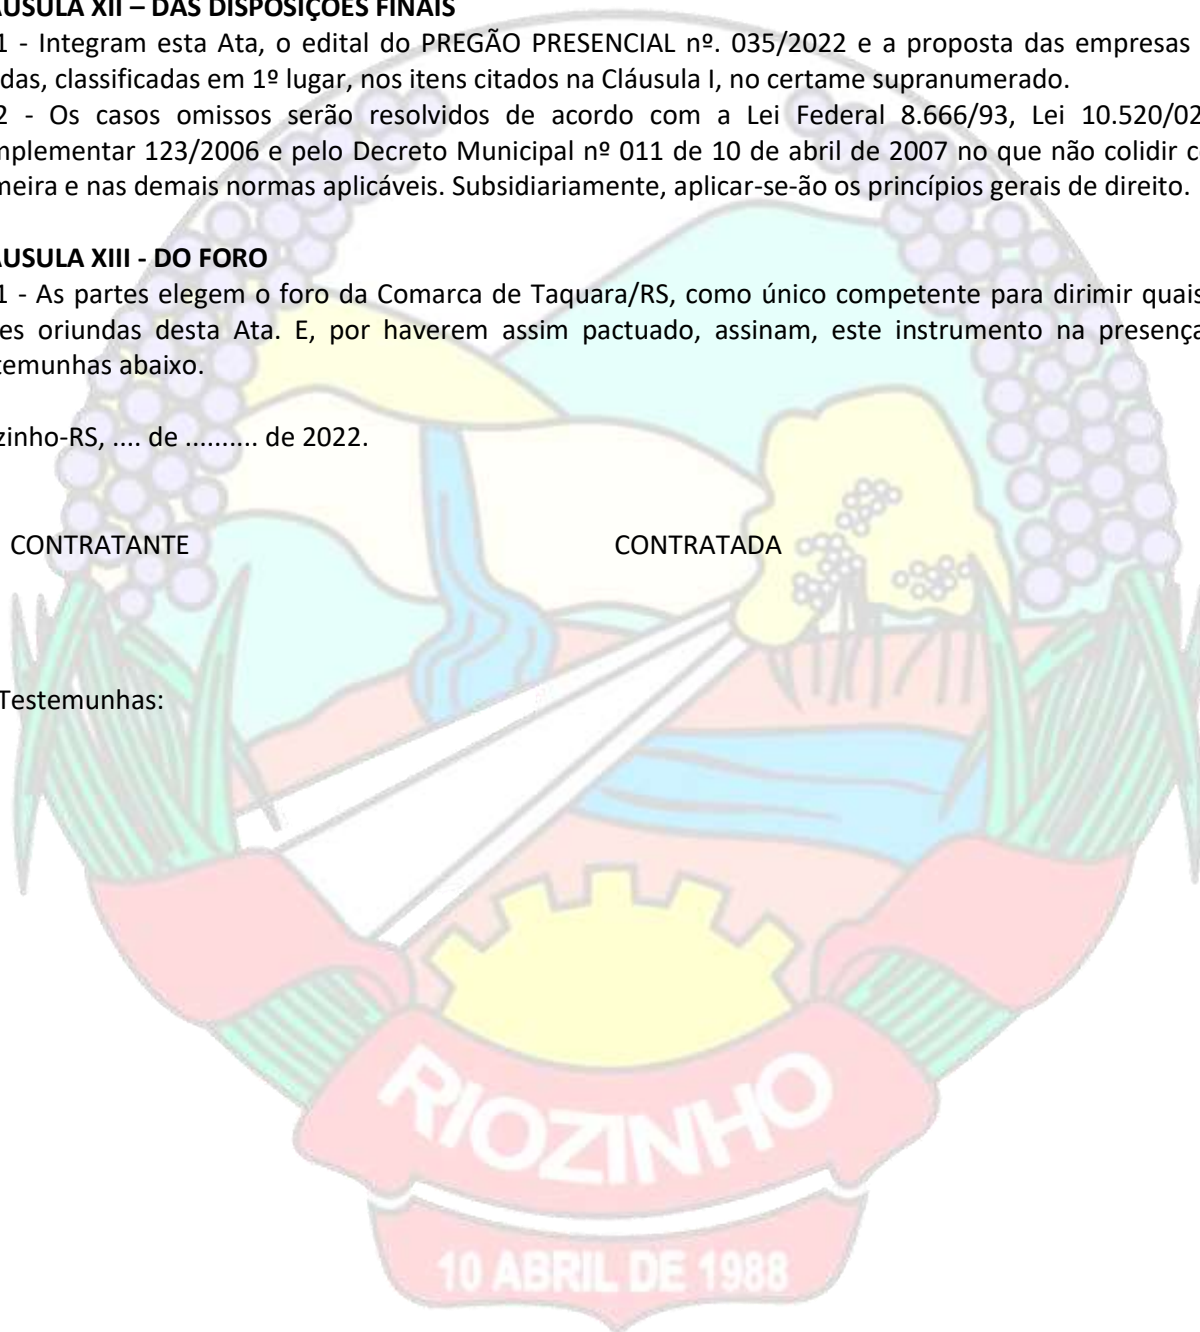 ÁUSULA XII – DAS DISPOSIÇÕES FINAIS
1 - Integram esta Ata, o edital do PREGÃO PRESENCIAL nº. 035/2022 e a proposta das empresas
das, classificadas em 1º lugar, nos itens citados na Cláusula I, no certame supranumerado.
2 - Os casos omissos serão resolvidos de acordo com a Lei Federal 8.666/93, Lei 10.520/02
mplementar 123/2006 e pelo Decreto Municipal nº 011 de 10 de abril de 2007 no que não colidir c
meira e nas demais normas aplicáveis. Subsidiariamente, aplicar-se-ão os princípios gerais de direito.
ÁUSULA XIII - DO FORO
1 - As partes elegem o foro da Comarca de Taquara/RS, como único competente para dirimir quais
es oriundas desta Ata. E, por haverem assim pactuado, assinam, este instrumento na presença
temunhas abaixo.
zinho-RS, .... de .......... de 2022.
CONTRATANTE CONTRATADA
Testemunhas:
RIOZINHO
10 ABRIL DE 1988